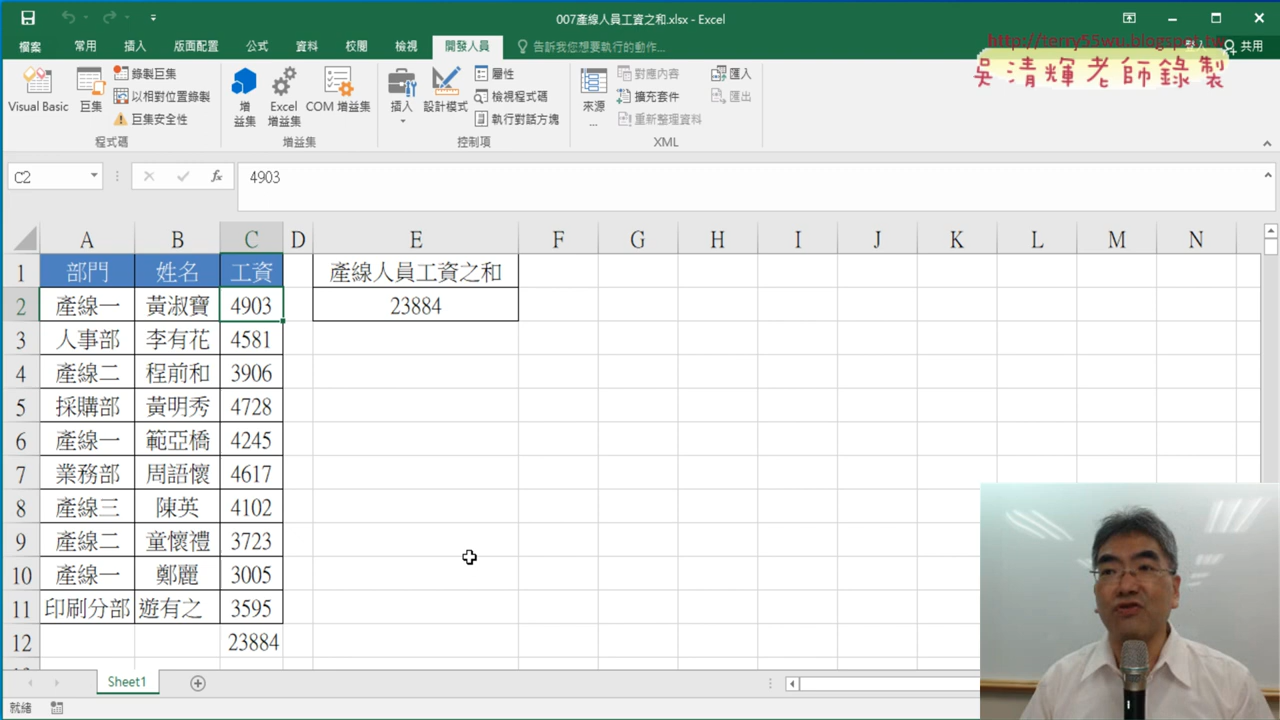 007產線人員工資之和.xlsx - Excel
http://terry55wu.blogspot.tw
吳清輝老師錄製
檔案 常用 插入 版面配置 公式 資料 校閱 檢視 開發人員 告訴我您想要執行的動作... 共用
Visual Basic 巨集 錄製巨集 以相對位置錄製 巨集安全性
程式碼
增益集 Excel 增益集 COM 增益集
增益集
插入 設計模式 屬性 檢視程式碼 執行對話方塊
控制項
來源... 對應內容 擴充套件 重新整理資料 匯入 匯出
XML
C2 fx 4903
A B C D E F G H I J K L M N
1 部門 姓名 工資 產線人員工資之和
2 產線一 黃淑寶 4903 23884
3 人事部 李有花 4581
4 產線二 程前和 3906
5 採購部 黃明秀 4728
6 產線一 範亞橋 4245
7 業務部 周語懷 4617
8 產線三 陳英 4102
9 產線二 童懷禮 3723
10 產線一 鄭麗 3005
11 印刷分部 遊有之 3595
12 23884
Sheet1
就緒